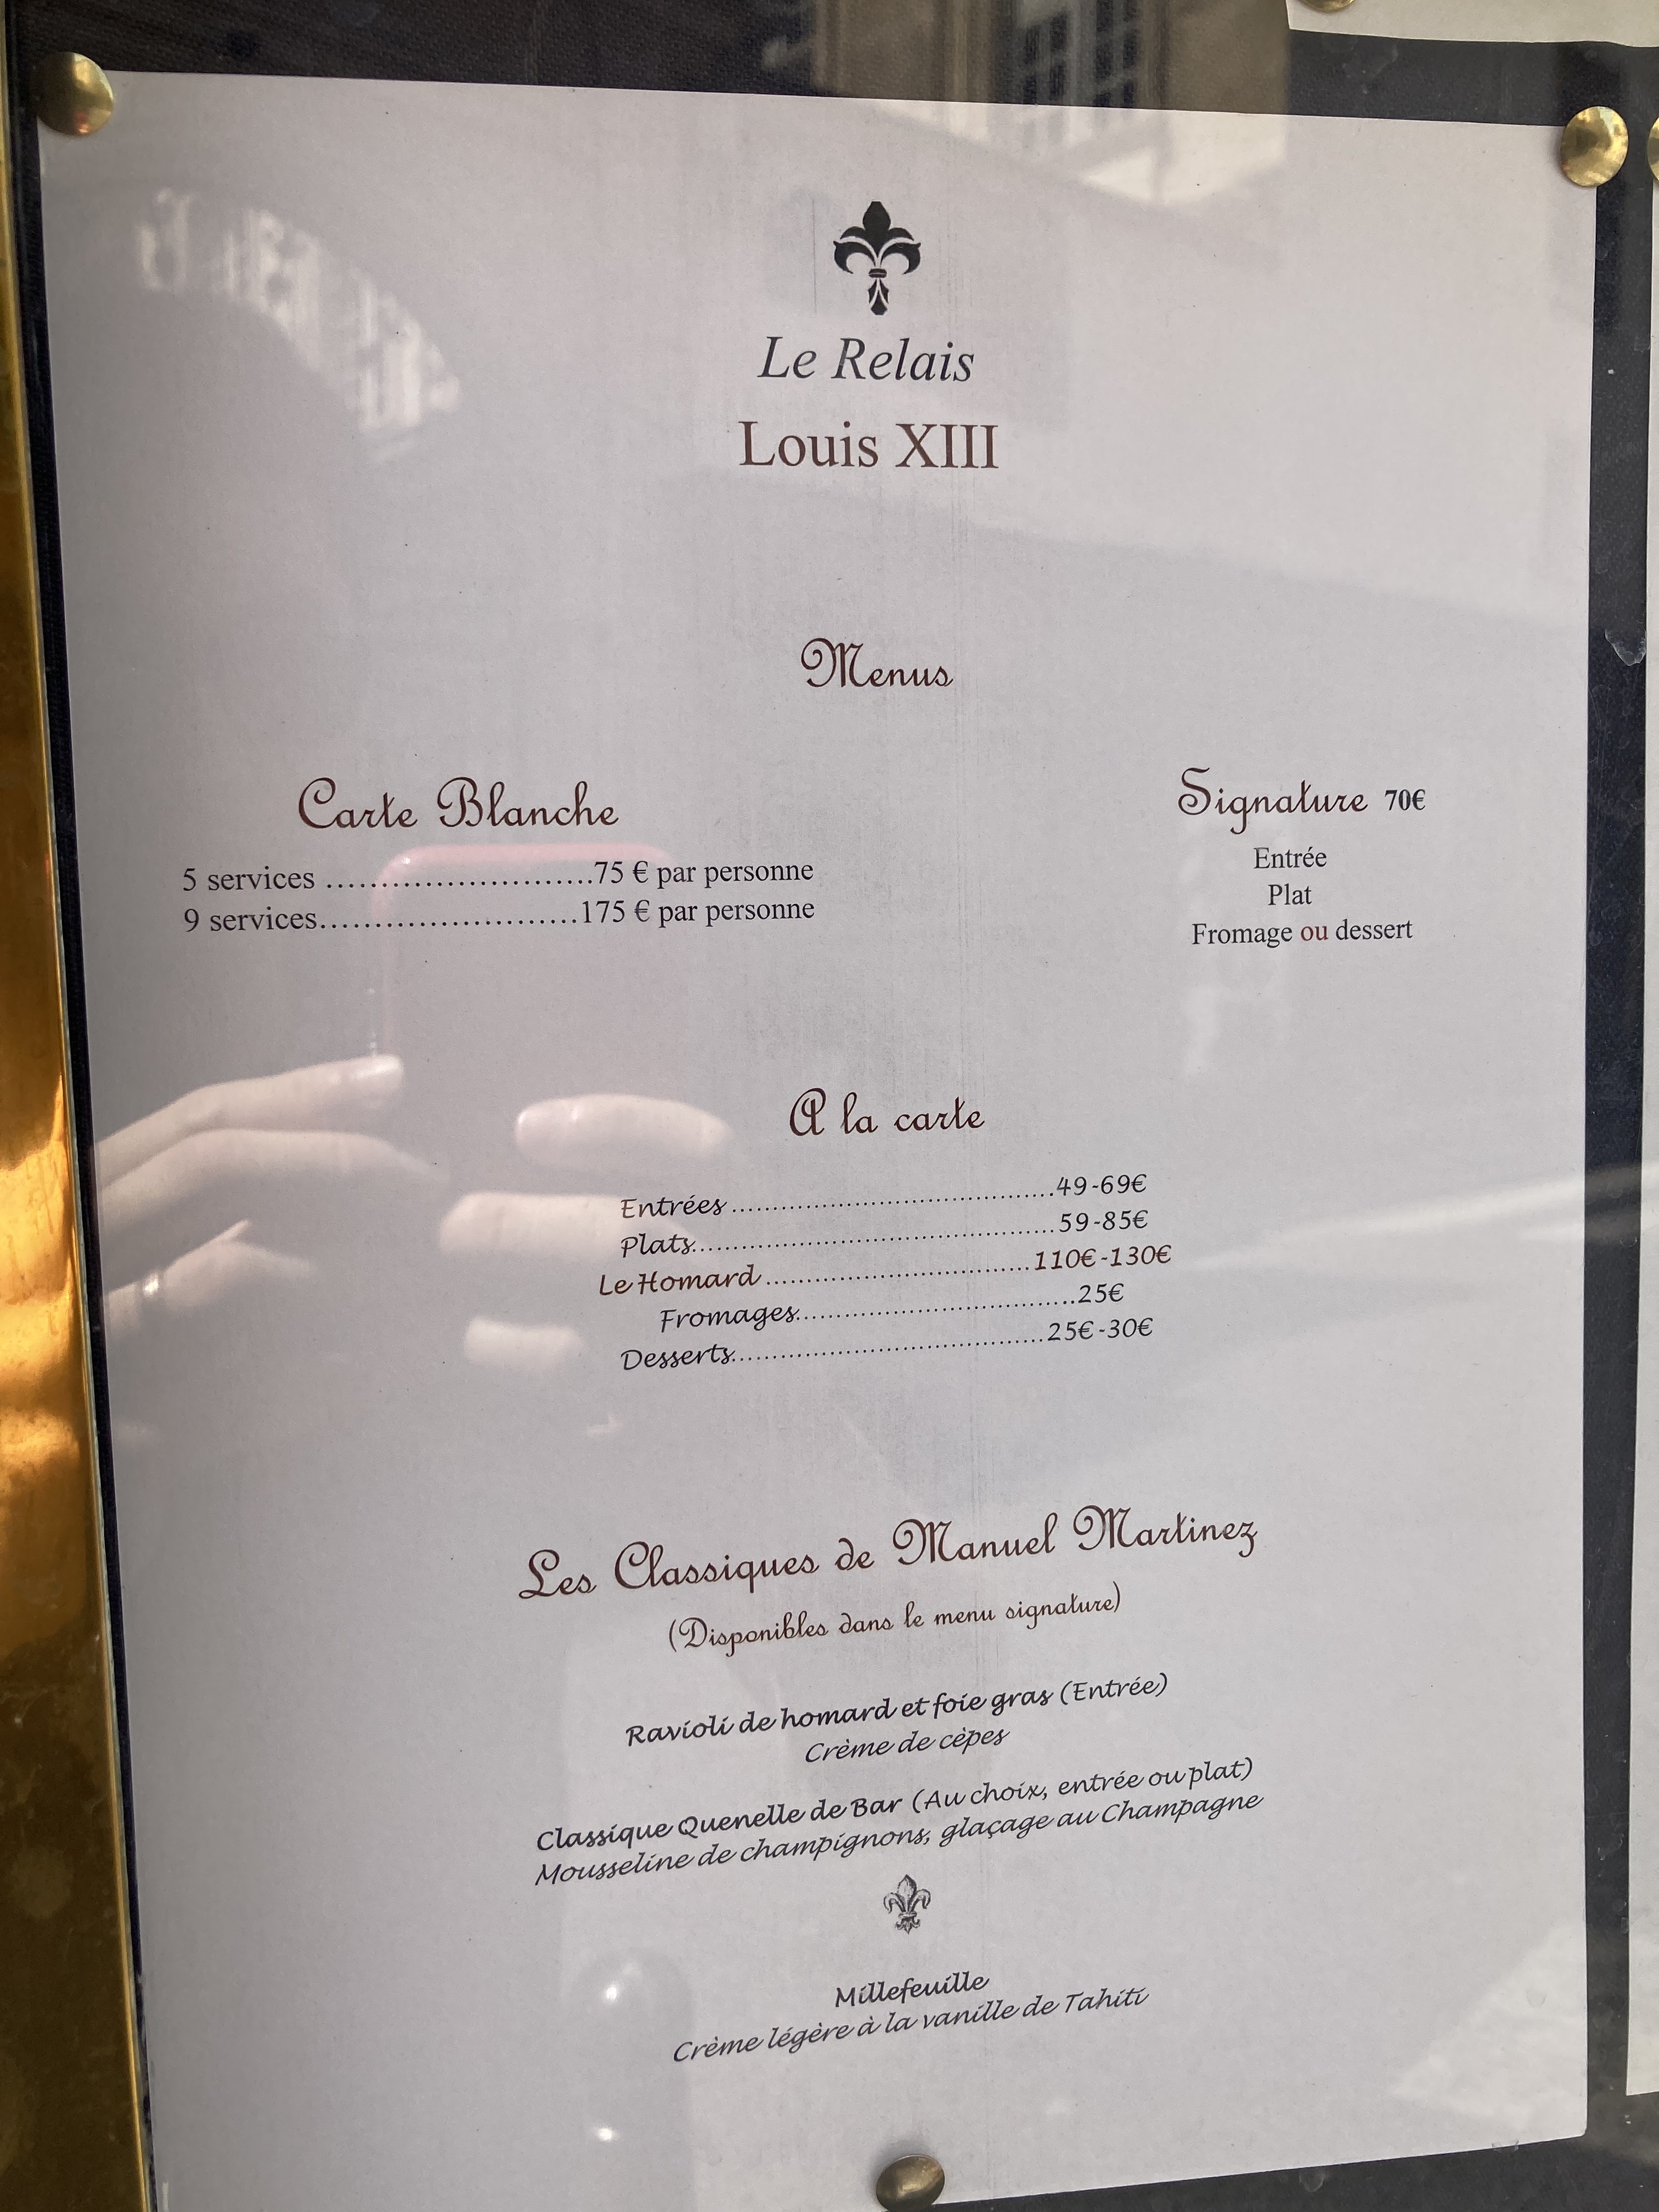 Le Relais
Louis XIII
Menus
Carte Blanche
5 services ...........................75 € par personne
9 services..........................175 € par personne
Signature 70€
Entrée
Plat
Fromage ou dessert
A la carte
Entrées ..........................................49-69€
Plats...............................................59-85€
Le Homard ..................................110€-130€
Fromages....................................25€
Desserts........................................25€-30€
Les Classiques de Manuel Martinez
(Disponibles dans le menu signature)
Ravioli de homard et foie gras (Entrée)
Crème de cèpes
Classique Quenelle de Bar (Au choix, entrée ou plat)
Mousseline de champignons, glaçage au Champagne
Millefeuille
Crème légère à la vanille de Tahiti